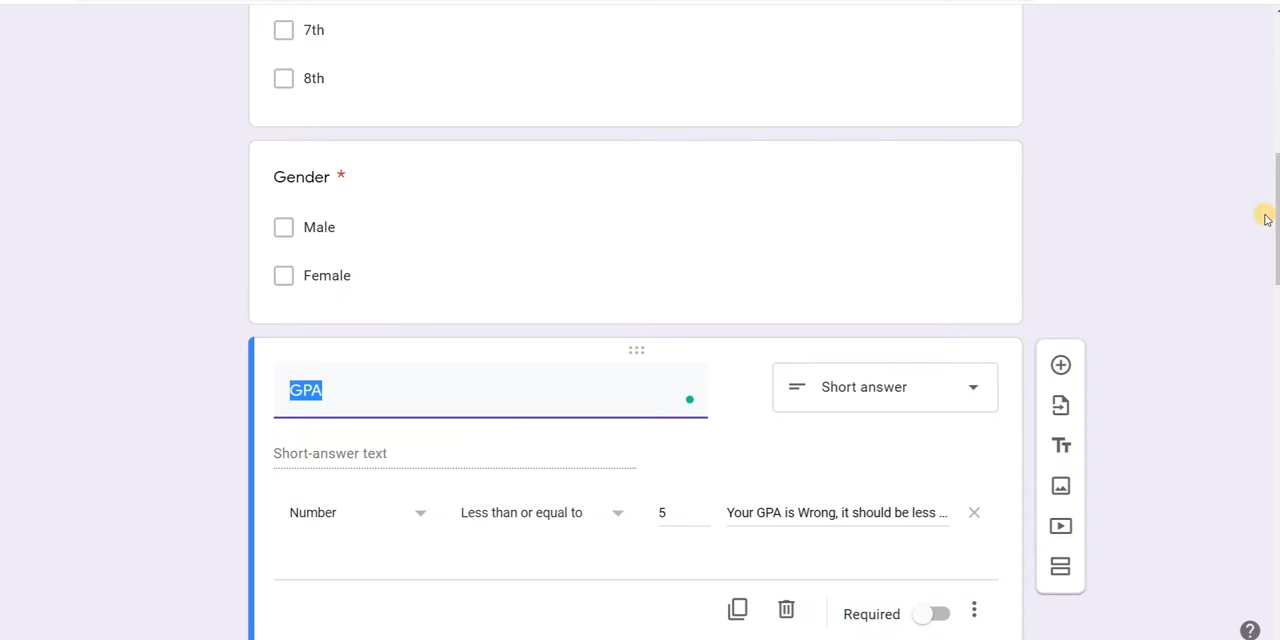 7th
8th
Gender *
Male
Female
GPA
Short answer
Short-answer text
Number Less than or equal to 5 Your GPA is Wrong, it should be less ...
Required